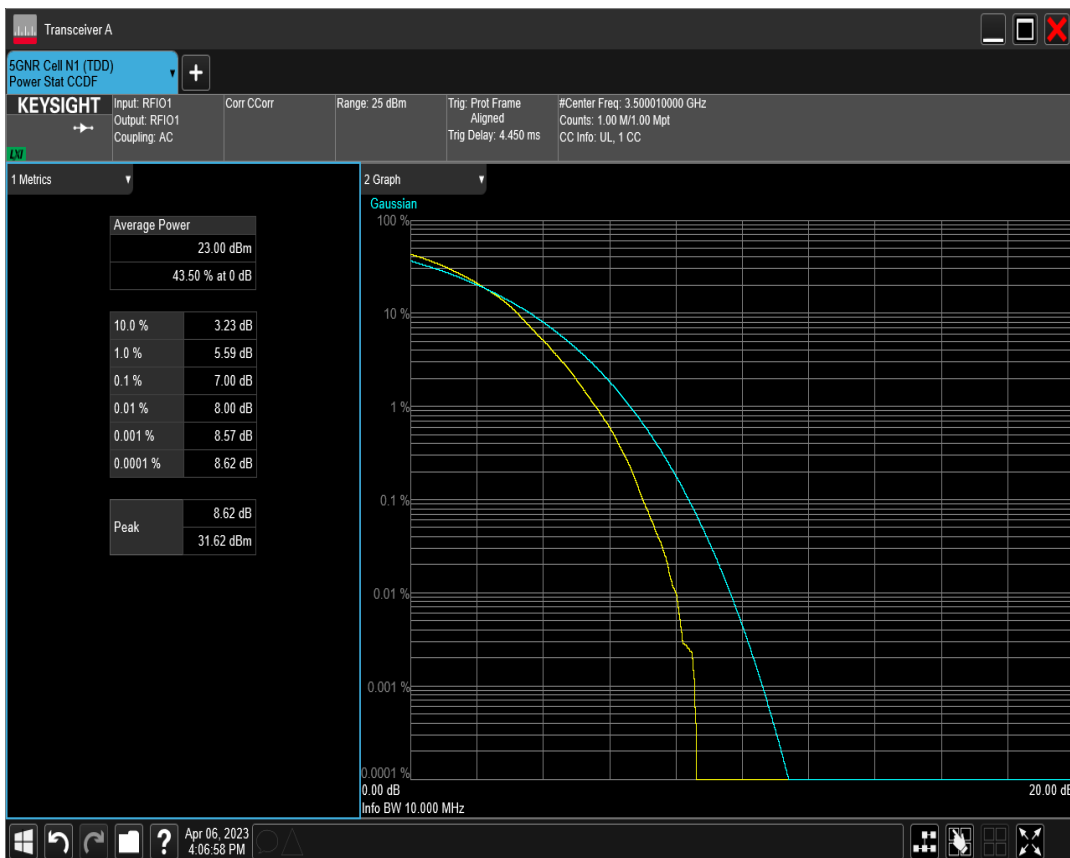 Transceiver A
5GNR Cell N1 (TDD)
Power Stat CCDF
+
KEYSIGHT
LXI
Input: RFIO1
Output: RFIO1
Coupling: AC
Corr CCorr
Range: 25 dBm
Trig: Prot Frame
Aligned
Trig Delay: 4.450 ms
#Center Freq: 3.500010000 GHz
Counts: 1.00 M/1.00 Mpt
CC Info: UL, 1 CC
1 Metrics
Average Power
23.00 dBm
43.50 % at 0 dB
10.0 % 3.23 dB
1.0 % 5.59 dB
0.1 % 7.00 dB
0.01 % 8.00 dB
0.001 % 8.57 dB
0.0001 % 8.62 dB
Peak
8.62 dB
31.62 dBm
2 Graph
Gaussian
100 %
10 %
1 %
0.1 %
0.01 %
0.001 %
0.0001 %
0.00 dB 20.00 dB
Info BW 10.000 MHz
?
Apr 06, 2023
4:06:58 PM